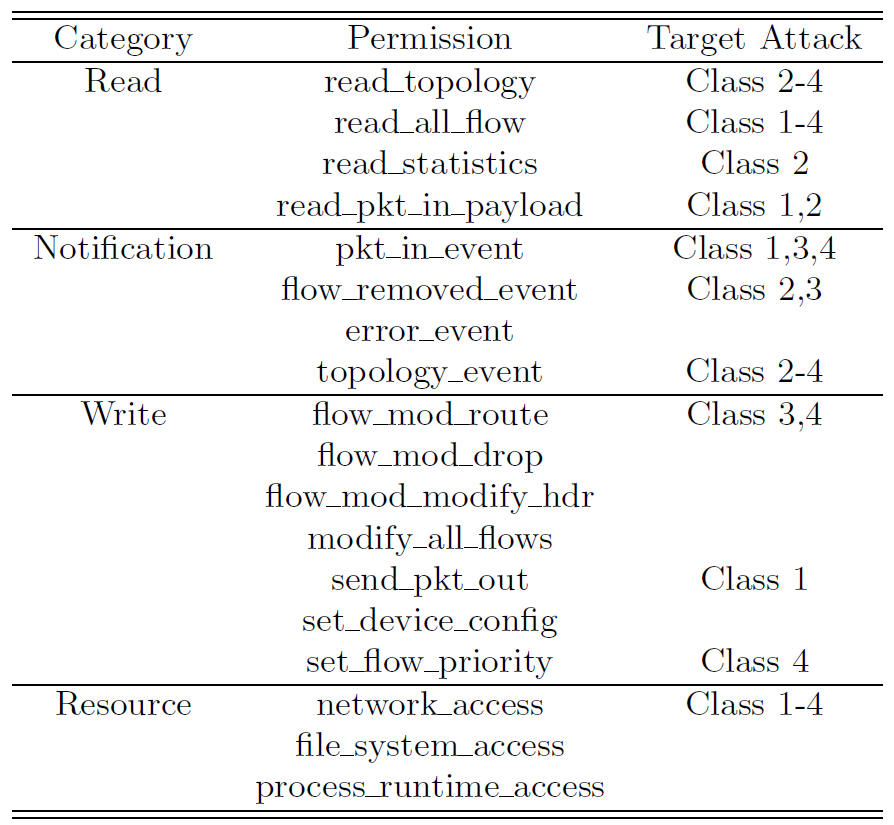 Category Permission Target Attack
Read read_topology Class 2-4
read_all_flow Class 1-4
read_statistics Class 2
read_pkt_in_payload Class 1,2
Notification pkt_in_event Class 1,3,4
flow_removed_event Class 2,3
error_event
topology_event Class 2-4
Write flow_mod_route Class 3,4
flow_mod_drop
flow_mod_modify_hdr
modify_all_flows
send_pkt_out Class 1
set_device_config
set_flow_priority Class 4
Resource network_access Class 1-4
file_system_access
process_runtime_access